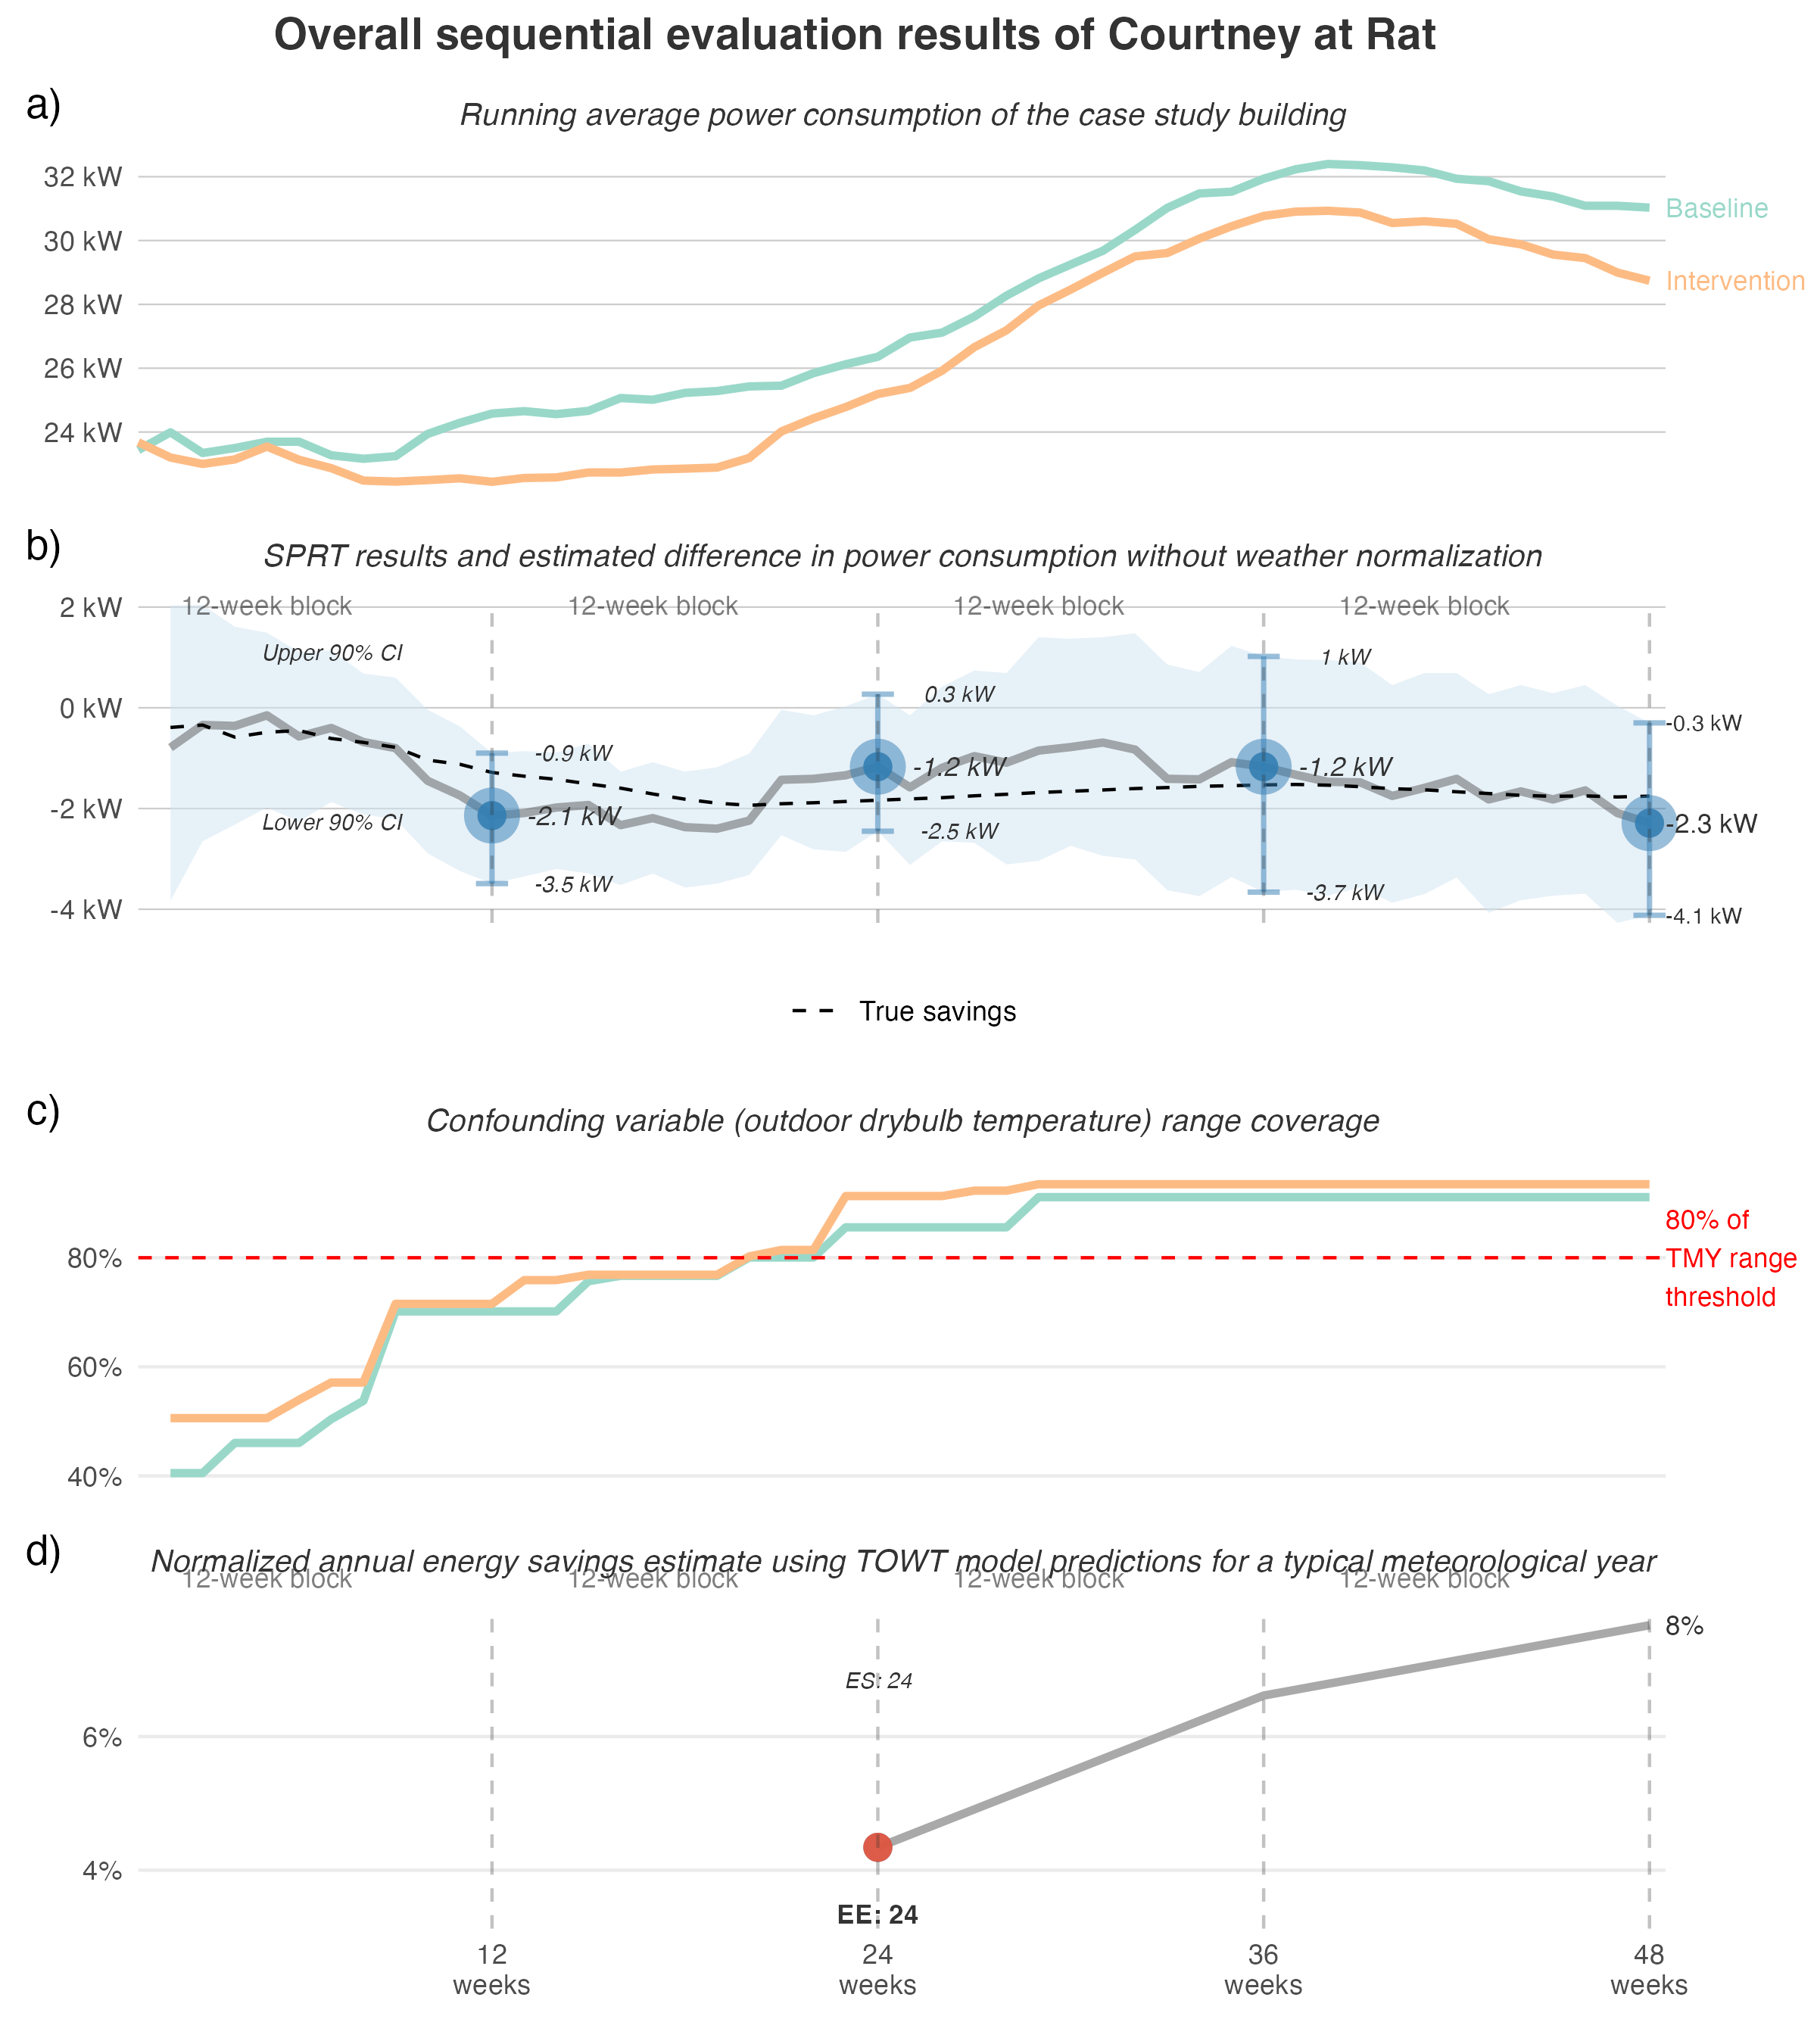 Overall sequential evaluation results of Courtney at Rat
a)
Running average power consumption of the case study building
32 kW
30 kW
28 kW
26 kW
24 kW
Baseline
Intervention
b)
SPRT results and estimated difference in power consumption without weather normalization
12-week block
12-week block
12-week block
12-week block
2 kW
0 kW
-2 kW
-4 kW
Upper 90% CI
Lower 90% CI
-0.9 kW
-2.1 kW
-3.5 kW
0.3 kW
-1.2 kW
-2.5 kW
1 kW
-1.2 kW
-3.7 kW
-0.3 kW
-2.3 kW
-4.1 kW
True savings
c)
Confounding variable (outdoor drybulb temperature) range coverage
80%
60%
40%
80% of
TMY range
threshold
d)
Normalized annual energy savings estimate using TOWT model predictions for a typical meteorological year
12-week block
12-week block
12-week block
12-week block
8%
ES: 24
6%
4%
EE: 24
12
weeks
24
weeks
36
weeks
48
weeks